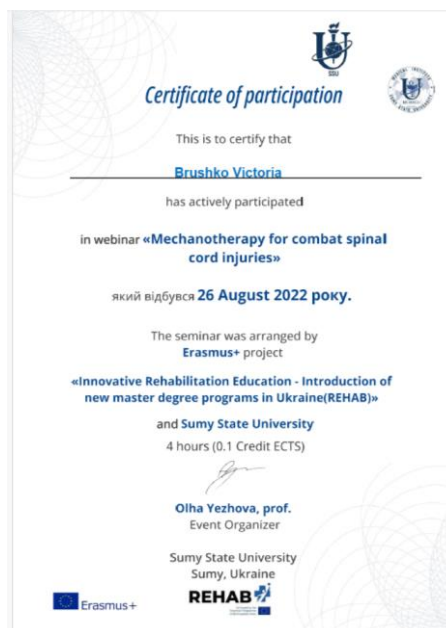 SSU
Certificate of participation
This is to certify that
Brushko Victoria
has actively participated
in webinar «Mechanotherapy for combat spinal
cord injuries»
який відбувся 26 August 2022 року.
The seminar was arranged by
Erasmus+ project
«Innovative Rehabilitation Education - Introduction of
new master degree programs in Ukraine(REHAB)»
and Sumy State University
4 hours (0.1 Credit ECTS)
Olha Yezhova, prof.
Event Organizer
Sumy State University
Sumy, Ukraine
Erasmus+
REHAB